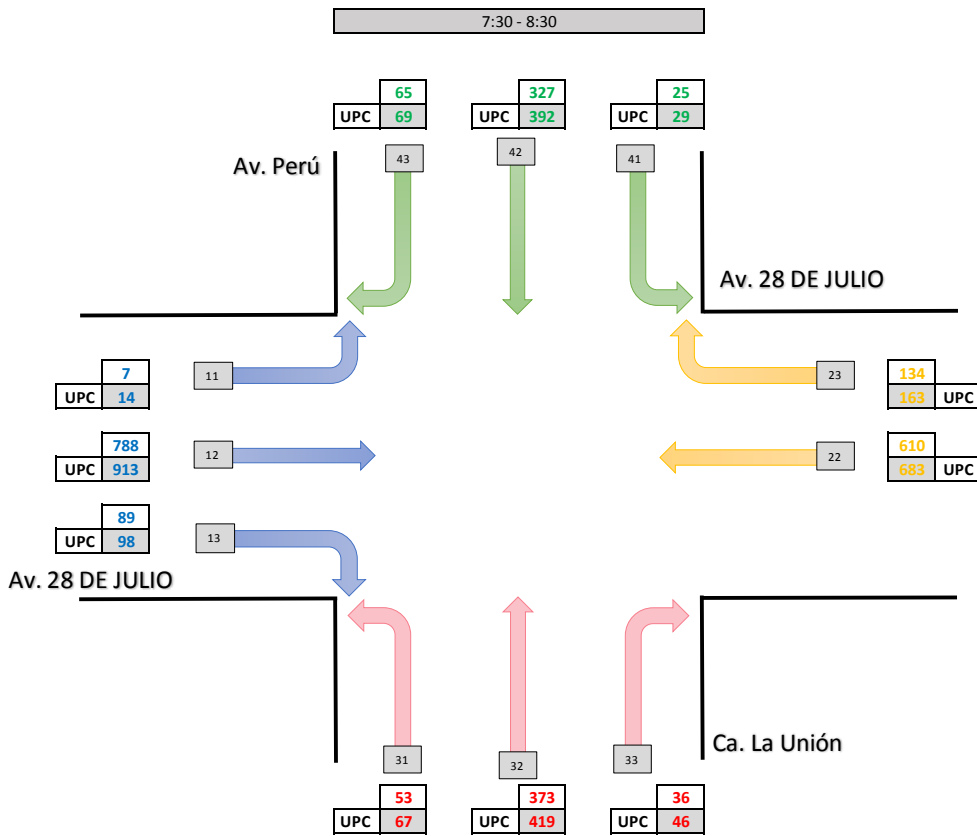 7:30 - 8:30
65 327 25
UPC 69 UPC 392 UPC 29
43 42 41
Av. Perú
Av. 28 DE JULIO
7 11 23 134
UPC 14 163 UPC
788 12 22 610
UPC 913 683 UPC
89
UPC 98 13
Av. 28 DE JULIO
Ca. La Unión
31 32 33
53 373 36
UPC 67 UPC 419 UPC 46